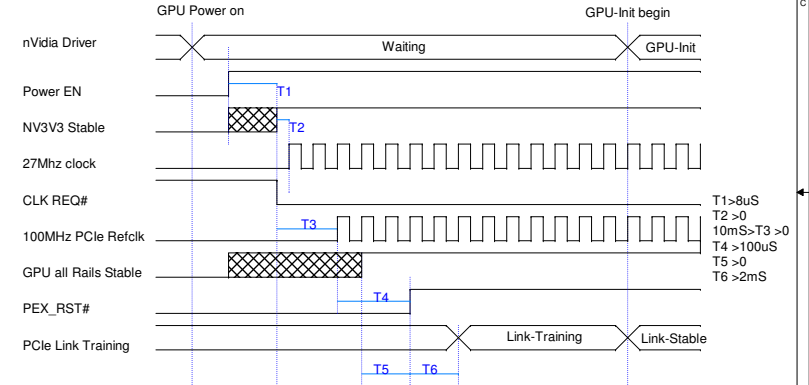 C
GPU Power on
GPU-Init begin
nVidia Driver
Waiting
GPU-Init
Power EN
T1
NV3V3 Stable
T2
27Mhz clock
CLK REQ#
T1>8uS
T2 >0
T3
10mS>T3 >0
100MHz PCIe Refclk
T4 >100uS
T5 >0
GPU all Rails Stable
T6 >2mS
T4
PEX_RST#
PCIe Link Training
Link-Training
Link-Stable
T5
T6